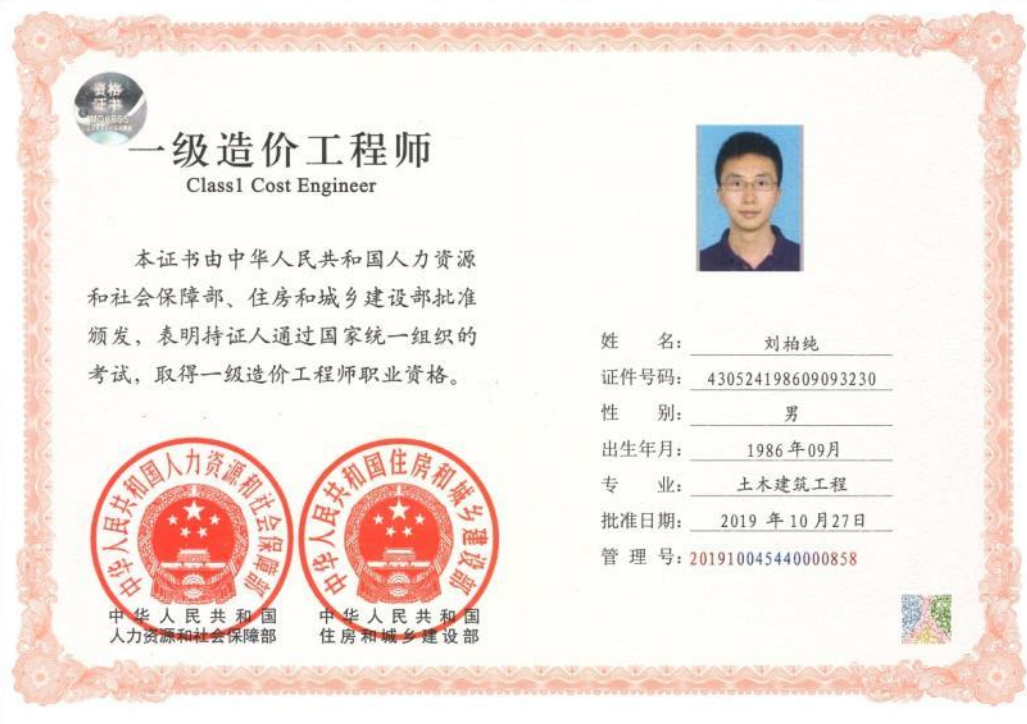 资格
证书
MOHRSS
一级造价工程师
Class1 Cost Engineer
本证书由中华人民共和国人力资源
和社会保障部、住房和城乡建设部批准
颁发，表明持证人通过国家统一组织的
考试，取得一级造价工程师职业资格。
中华人民共和国人力资源和社会保障部
中华人民共和国住房和城乡建设部
中华人民共和国
人力资源和社会保障部
中华人民共和国
住房和城乡建设部
姓 名：刘柏纯
证件号码：430524198609093230
性 别：男
出生年月：1986年09月
专 业：土木建筑工程
批准日期：2019 年 10 月27日
管 理 号：201910045440000858